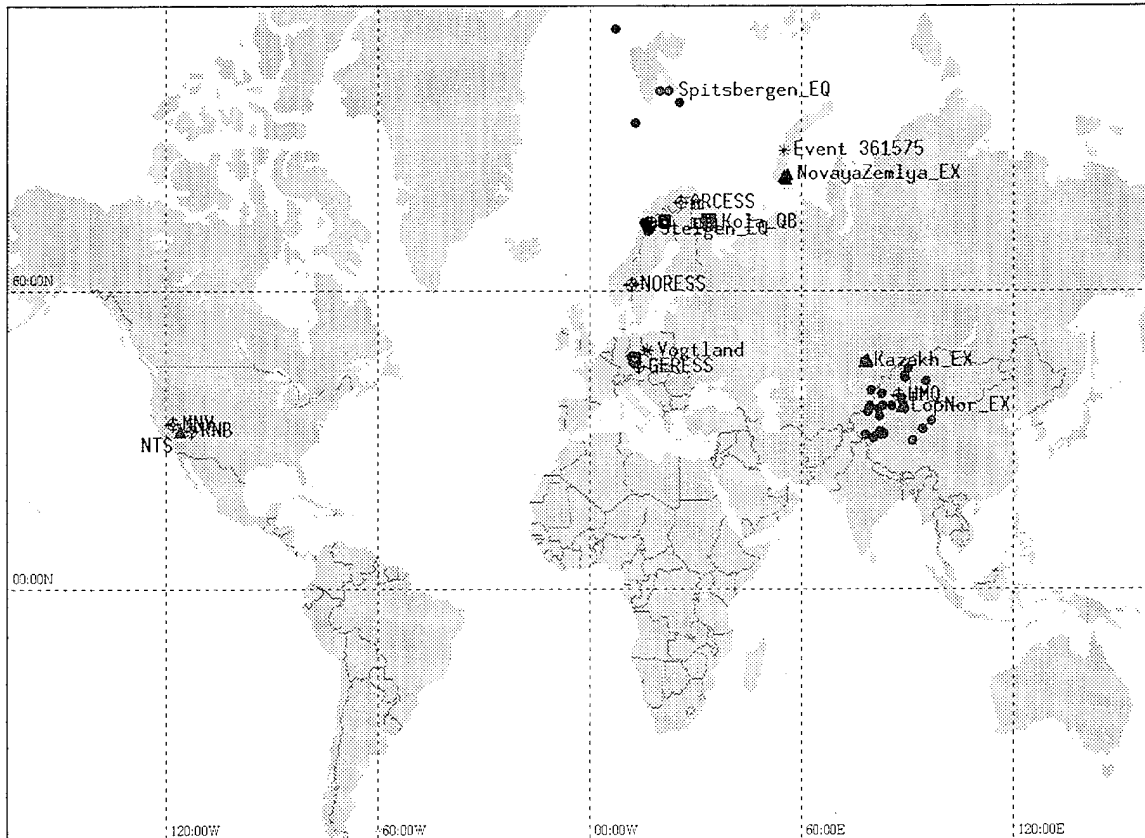 Spitsbergen_EQ
Event 361575
NovayaZemlya_EX
ARCESS
Kola_QB
Steigen_EQ
NORESS
60:00N
Vogtland
GERESS
Kazakh_EX
WMQ
LopNor_EX
MNV
KNB
NTS
00:00N
120:00W
60:00W
00:00W
60:00E
120:00E